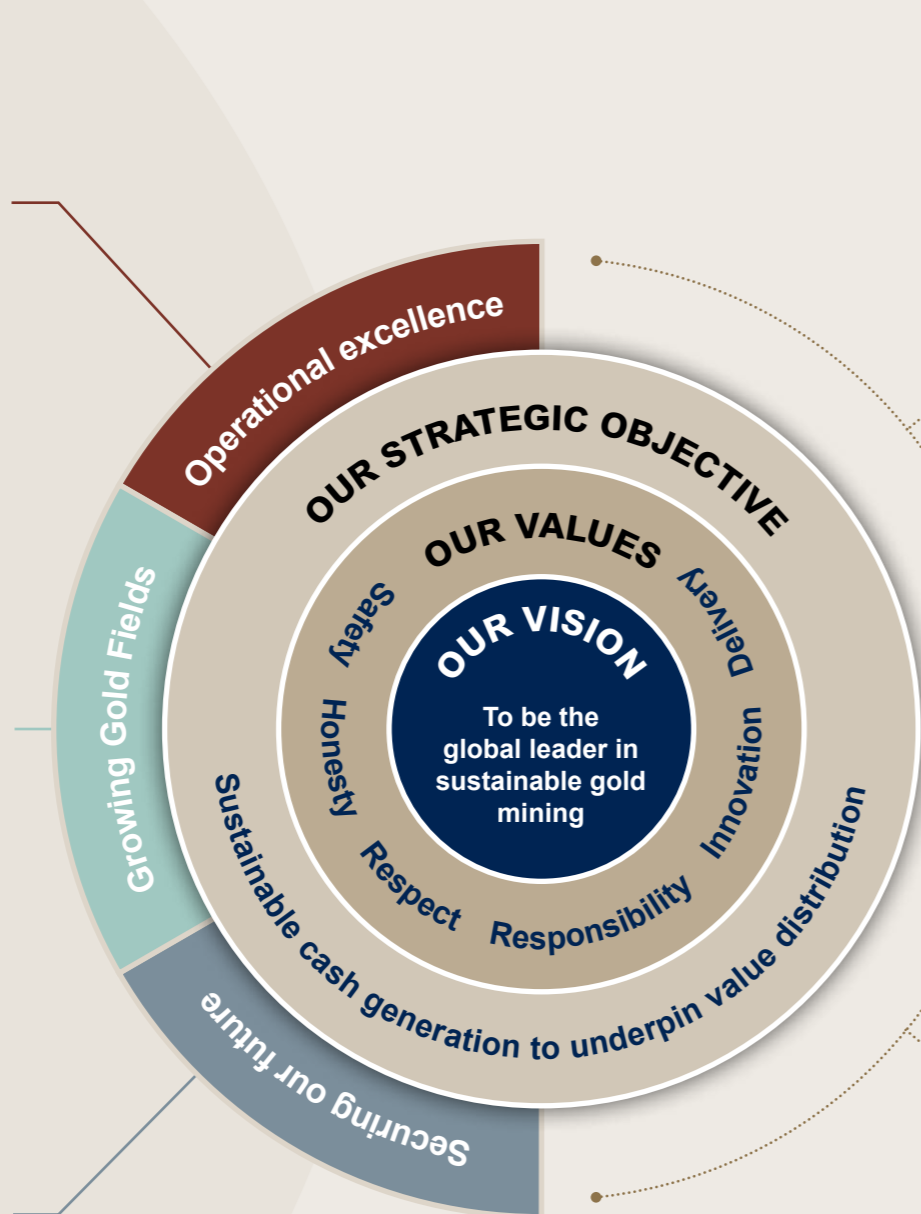 Operational excellence
Growing Gold Fields
Securing our future
OUR STRATEGIC OBJECTIVE
Sustainable cash generation to underpin value distribution
OUR VALUES
Safety
Honesty
Respect
Responsibility
Innovation
Delivery
OUR VISION
To be the
global leader in
sustainable gold
mining